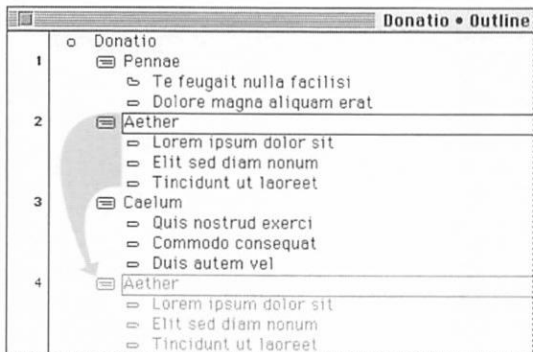 Donatio • Outline
Donatio
1 Pennae
Te feugait nulla facilisi
Dolore magna aliquam erat
2 Aether
Lorem ipsum dolor sit
Elit sed diam nonum
Tincidunt ut laoreet
3 Caelum
Quis nostrud exerci
Commodo consequat
Duis autem vel
4 Aether
Lorem ipsum dolor sit
Elit sed diam nonum
Tincidunt ut laoreet